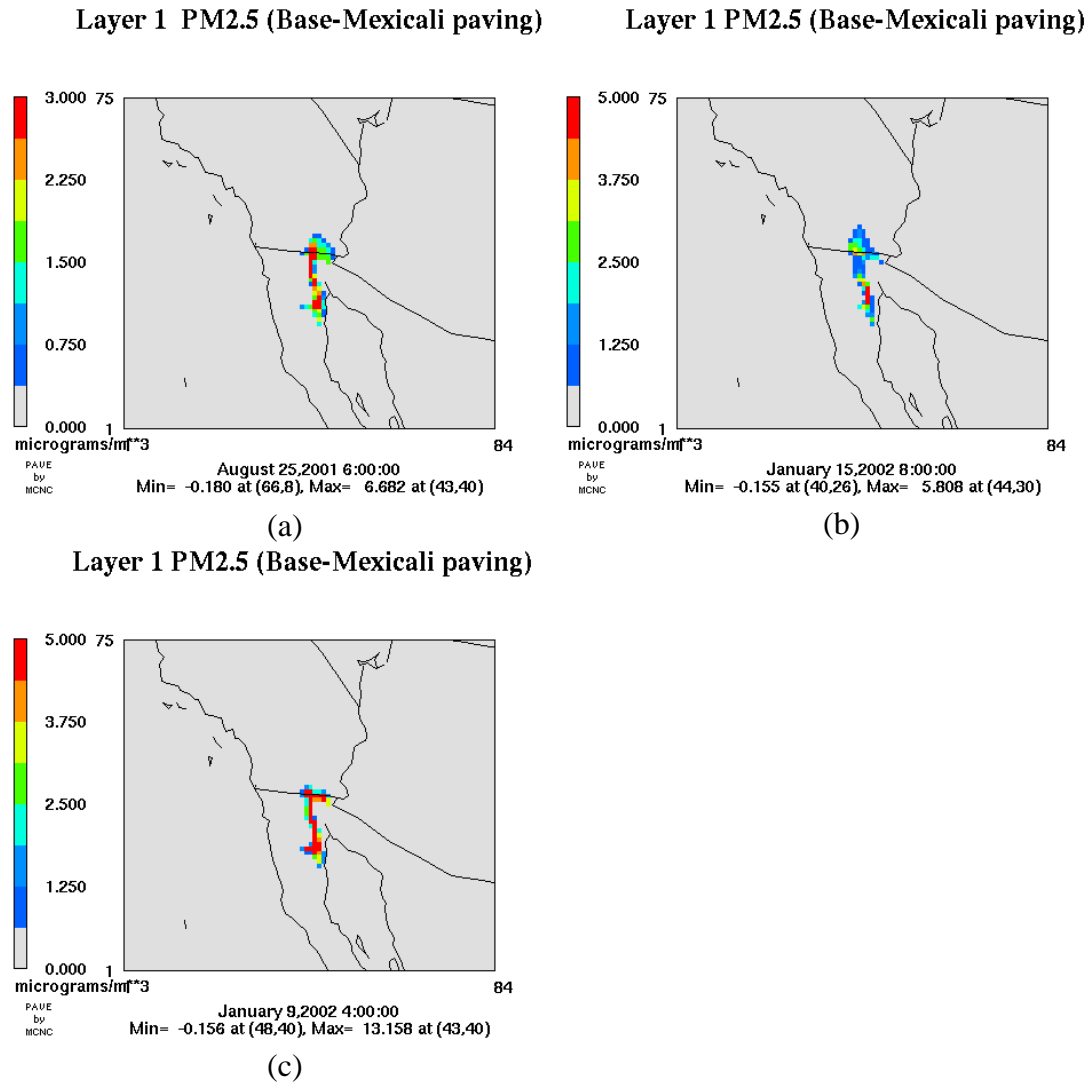 Layer 1  PM2.5 (Base-Mexicali paving)
3.000
2.250
1.500
0.750
0.000
75
1
84
micrograms/m**3
PAVE
by
MCNC
August 25,2001 6:00:00
Min=  -0.180 at (66,8), Max=  6.682 at (43,40)
(a)
Layer 1 PM2.5 (Base-Mexicali paving)
5.000
3.750
2.500
1.250
0.000
75
1
84
micrograms/m**3
PAVE
by
MCNC
January 15,2002 8:00:00
Min=  -0.155 at (40,26), Max=  5.808 at (44,30)
(b)
Layer 1 PM2.5 (Base-Mexicali paving)
5.000
3.750
2.500
1.250
0.000
75
1
84
micrograms/m**3
PAVE
by
MCNC
January 9,2002 4:00:00
Min=  -0.156 at (48,40), Max=  13.158 at (43,40)
(c)